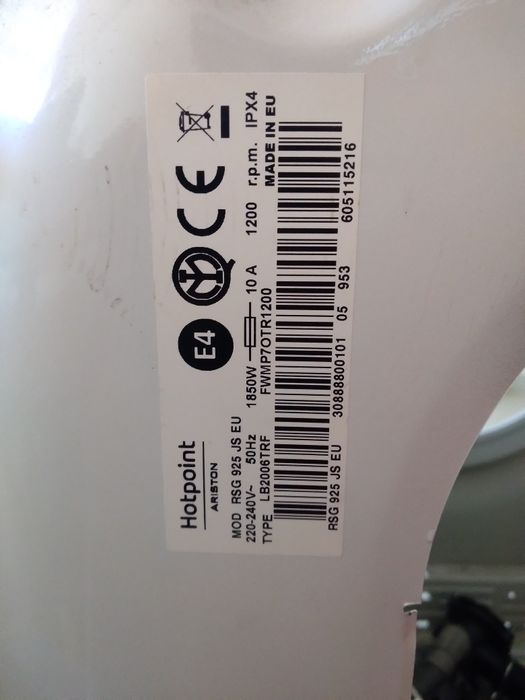 Hotpoint
ARISTON
E4
CE
MOD RSG 925 JS EU
220-240V~ 50Hz 1850W 10 A 1200 r.p.m. IPX4
TYPE LB2006TRF FWMP7OTR1200 MADE IN EU
RSG 925 JS EU 30888800101 05 953 605115216